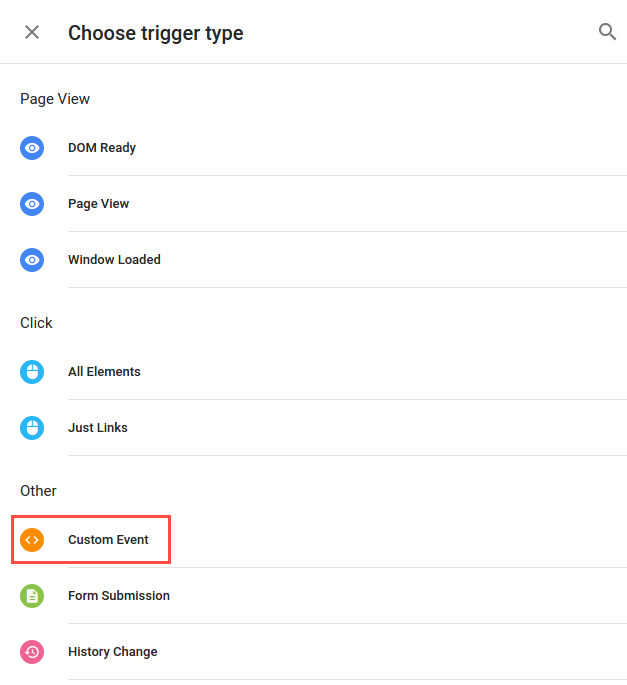 Choose trigger type
Page View
DOM Ready
Page View
Window Loaded
Click
All Elements
Just Links
Other
Custom Event
Form Submission
History Change